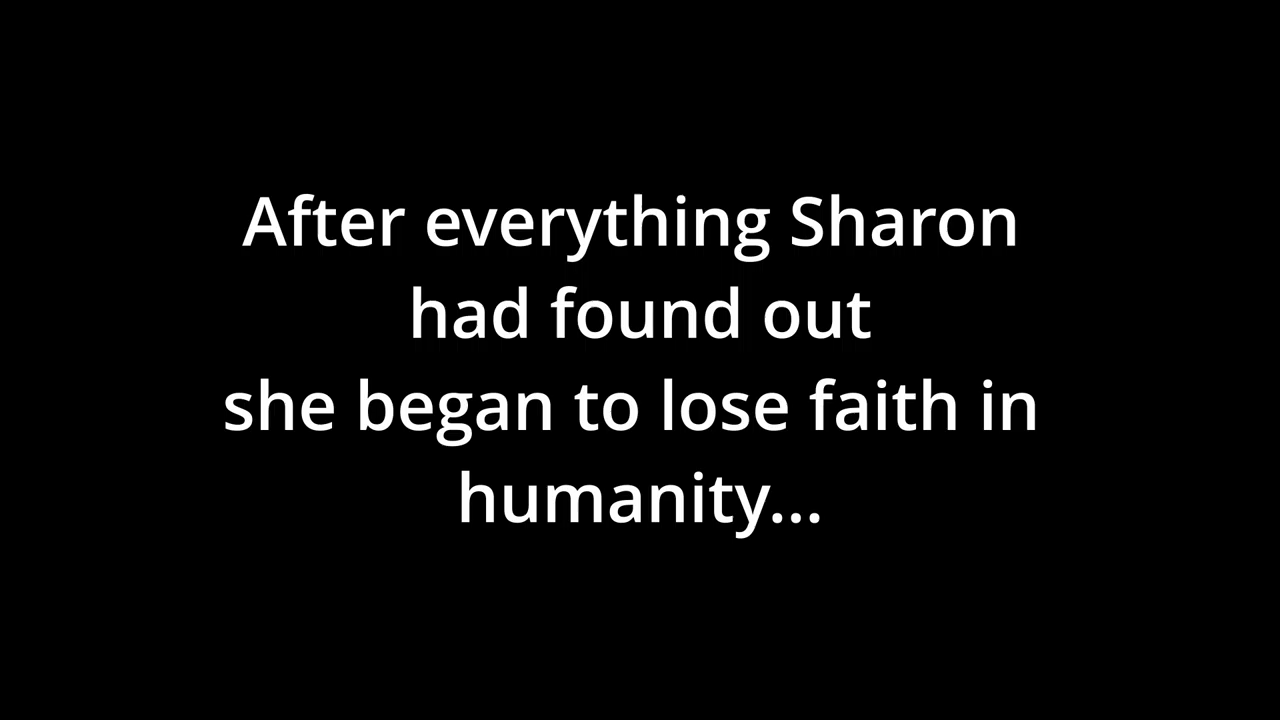 After everything Sharon
had found out
she began to lose faith in
humanity...